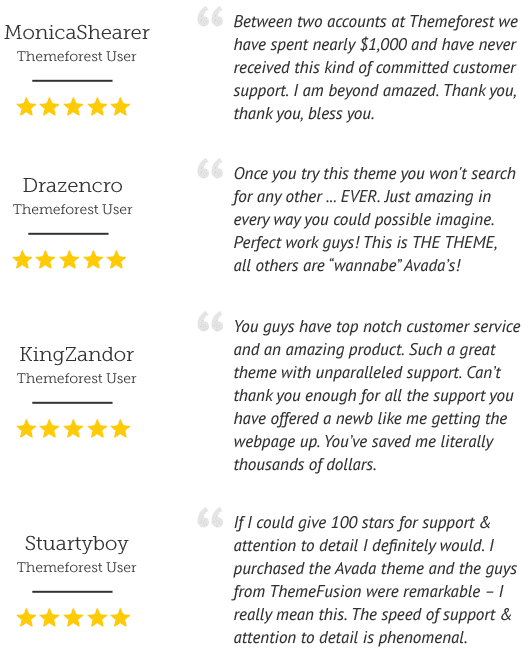 MonicaShearer
Themeforest User
“Between two accounts at Themeforest we
have spent nearly $1,000 and have never
received this kind of committed customer
support. I am beyond amazed. Thank you,
thank you, bless you.
Drazencro
Themeforest User
“Once you try this theme you won't search
for any other ... EVER. Just amazing in
every way you could possible imagine.
Perfect work guys! This is THE THEME,
all others are “wannabe” Avada’s!
KingZandor
Themeforest User
“You guys have top notch customer service
and an amazing product. Such a great
theme with unparalleled support. Can’t
thank you enough for all the support you
have offered a newb like me getting the
webpage up. You’ve saved me literally
thousands of dollars.
Stuartyboy
Themeforest User
“If I could give 100 stars for support &
attention to detail I definitely would. I
purchased the Avada theme and the guys
from ThemeFusion were remarkable – I
really mean this. The speed of support &
attention to detail is phenomenal.